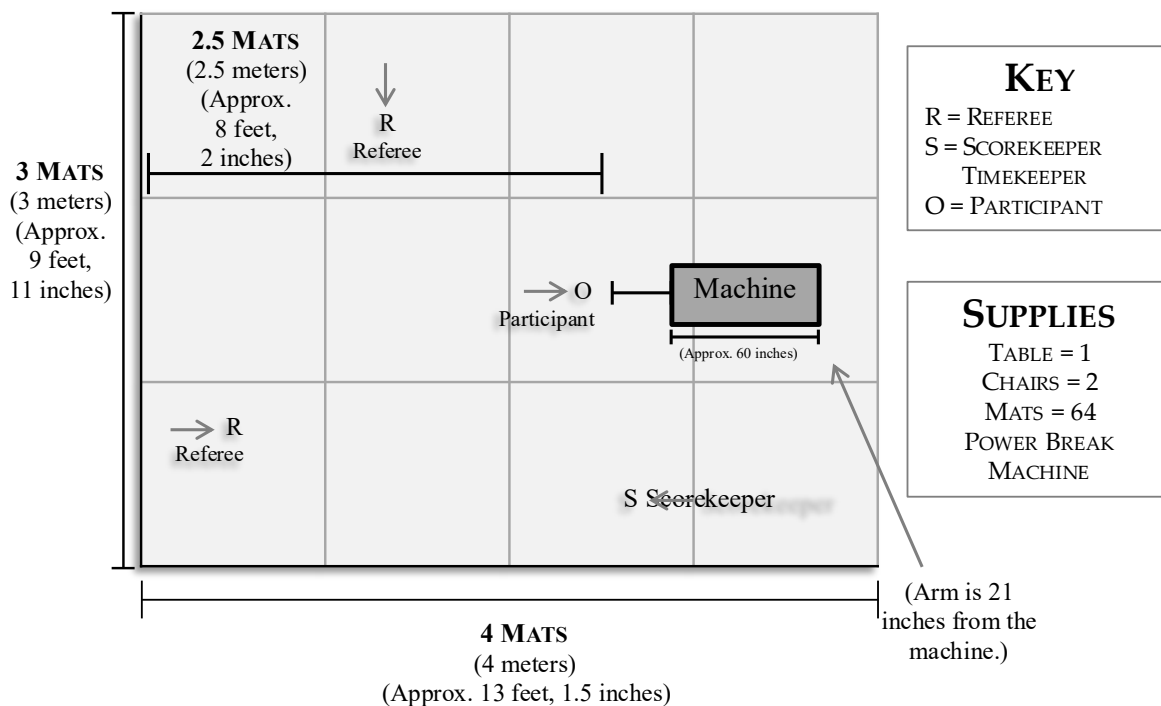 2.5 MATS
(2.5 meters)
(Approx.
8 feet,
2 inches)
R
Referee
3 MATS
(3 meters)
(Approx.
9 feet,
11 inches)
O
Participant
Machine
(Approx. 60 inches)
R
Referee
S Scorekeeper
4 MATS
(4 meters)
(Approx. 13 feet, 1.5 inches)
(Arm is 21
inches from the
machine.)
KEY
R = REFEREE
S = SCOREKEEPER
TIMEKEEPER
O = PARTICIPANT
SUPPLIES
TABLE = 1
CHAIRS = 2
MATS = 64
POWER BREAK
MACHINE